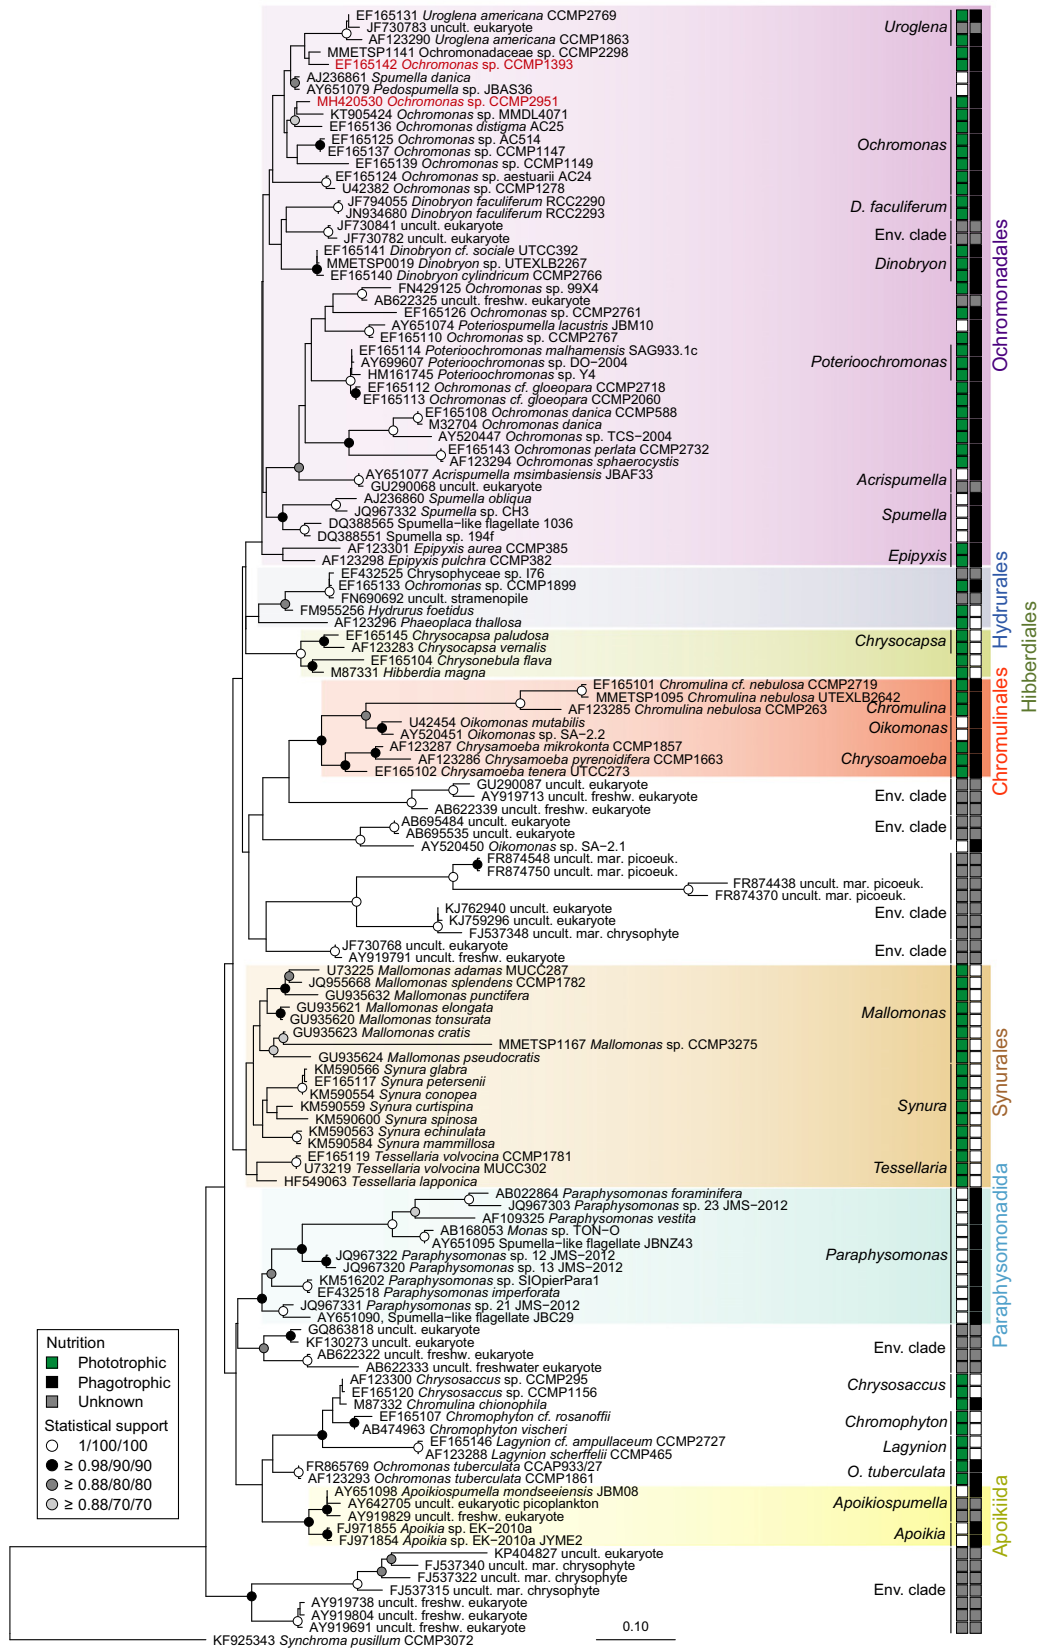 EF165131 Uroglena americana CCMP2769
JF730783 uncult. eukaryote
Uroglena
AF123290 Uroglena americana CCMP1863
MMETSP1141 Ochromonadaceae sp. CCMP2298
EF165142 Ochromonas sp. CCMP1393
AJ236861 Spumella danica
AY651079 Pedospumella sp. JBAS36
MH420530 Ochromonas sp. CCMP2951
KT905424 Ochromonas sp. MMDL4071
EF165136 Ochromonas distigma AC25
EF165125 Ochromonas sp. AC514
Ochromonas
EF165137 Ochromonas sp. CCMP1147
EF165139 Ochromonas sp. CCMP1149
EF165124 Ochromonas sp. aestuarii AC24
U42382 Ochromonas sp. CCMP1278
JF794055 Dinobryon faculiferum RCC2290
D. faculiferum
JN934680 Dinobryon faculiferum RCC2293
JF730841 uncult. eukaryote
Env. clade
JF730782 uncult. eukaryote
EF165141 Dinobryon cf. sociale UTCC392
MMETSP0019 Dinobryon sp. UTEXLB2267
Dinobryon
EF165140 Dinobryon cylindricum CCMP2766
FN429125 Ochromonas sp. 99X4
AB622325 uncult. freshw. eukaryote
EF165126 Ochromonas sp. CCMP2761
AY651074 Poteriospumella lacustris JBM10
EF165110 Ochromonas sp. CCMP2767
EF165114 Poterioochromonas malhamensis SAG933.1c
AY699607 Poterioochromonas sp. DO-2004
Poterioochromonas
HM161745 Poterioochromonas sp. Y4
EF165112 Ochromonas cf. gloeopara CCMP2718
EF165113 Ochromonas cf. gloeopara CCMP2060
EF165108 Ochromonas danica CCMP588
M32704 Ochromonas danica
AY520447 Ochromonas sp. TCS-2004
EF165143 Ochromonas perlata CCMP2732
AF123294 Ochromonas sphaerocystis
AY651077 Acrispumella msimbasiensis JBAF33
Acrispumella
GU290068 uncult. eukaryote
AJ236860 Spumella obliqua
JQ967332 Spumella sp. CH3
Spumella
DQ388565 Spumella-like flagellate 1036
DQ388551 Spumella sp. 194f
AF123301 Epipyxis aurea CCMP385
Epipyxis
AF123298 Epipyxis pulchra CCMP382
Ochromonadales
EF432525 Chrysophyceae sp. I76
EF165133 Ochromonas sp. CCMP1899
FN690692 uncult. stramenopile
FM955256 Hydrurus foetidus
AF123296 Phaeoplaca thallosa
Hydrurales
EF165145 Chrysocapsa paludosa
Chrysocapsa
AF123283 Chrysocapsa vernalis
EF165104 Chrysonebula flava
M87331 Hibberdia magna
Hibberdiales
EF165101 Chromulina cf. nebulosa CCMP2719
MMETSP1095 Chromulina nebulosa UTEXLB2642
AF123285 Chromulina nebulosa CCMP263
Chromulina
U42454 Oikomonas mutabilis
Oikomonas
AY520451 Oikomonas sp. SA-2.2
AF123287 Chrysamoeba mikrokonta CCMP1857
AF123286 Chrysamoeba pyrenoidifera CCMP1663
Chrysoamoeba
EF165102 Chrysamoeba tenera UTCC273
Chromulinales
GU290087 uncult. eukaryote
AY919713 uncult. freshw. eukaryote
Env. clade
AB622339 uncult. freshw. eukaryote
AB695484 uncult. eukaryote
Env. clade
AB695535 uncult. eukaryote
AY520450 Oikomonas sp. SA-2.1
FR874548 uncult. mar. picoeuk.
FR874750 uncult. mar. picoeuk.
FR874438 uncult. mar. picoeuk.
FR874370 uncult. mar. picoeuk.
KJ762940 uncult. eukaryote
Env. clade
KJ759296 uncult. eukaryote
FJ537348 uncult. mar. chrysophyte
JF730768 uncult. eukaryote
Env. clade
AY919791 uncult. freshw. eukaryote
U73225 Mallomonas adamas MUCC287
JQ955668 Mallomonas splendens CCMP1782
GU935632 Mallomonas punctifera
GU935621 Mallomonas elongata
Mallomonas
GU935620 Mallomonas tonsurata
GU935623 Mallomonas cratis
MMETSP1167 Mallomonas sp. CCMP3275
GU935624 Mallomonas pseudocratis
KM590566 Synura glabra
EF165117 Synura petersenii
KM590554 Synura conopea
KM590559 Synura curtispina
Synura
KM590600 Synura spinosa
KM590563 Synura echinulata
KM590584 Synura mammillosa
EF165119 Tessellaria volvocina CCMP1781
U73219 Tessellaria volvocina MUCC302
Tessellaria
HF549063 Tessellaria lapponica
Synurales
AB022864 Paraphysomonas foraminifera
JQ967303 Paraphysomonas sp. 23 JMS-2012
AF109325 Paraphysomonas vestita
AB168053 Monas sp. TON-O
AY651095 Spumella-like flagellate JBNZ43
JQ967322 Paraphysomonas sp. 12 JMS-2012
Paraphysomonas
JQ967320 Paraphysomonas sp. 13 JMS-2012
KM516202 Paraphysomonas sp. SIOpierPara1
EF432518 Paraphysomonas imperforata
JQ967331 Paraphysomonas sp. 21 JMS-2012
AY651090, Spumella-like flagellate JBC29
Paraphysomonadida
GQ863818 uncult. eukaryote
KF130273 uncult. eukaryote
Env. clade
AB622322 uncult. freshw. eukaryote
AB622333 uncult. freshwater eukaryote
AF123300 Chrysosaccus sp. CCMP295
Chrysosaccus
EF165120 Chrysosaccus sp. CCMP1156
M87332 Chromulina chionophila
EF165107 Chromophyton cf. rosanoffii
Chromophyton
AB474963 Chromophyton vischeri
EF165146 Lagynion cf. ampullaceum CCMP2727
Lagynion
AF123288 Lagynion scherffelii CCMP465
FR865769 Ochromonas tuberculata CCAP933/27
O. tuberculata
AF123293 Ochromonas tuberculata CCMP1861
AY651098 Apoikiospumella mondseeiensis JBM08
AY642705 uncult. eukaryotic picoplankton
Apoikiospumella
AY919829 uncult. freshw. eukaryote
FJ971855 Apoikia sp. EK-2010a
Apoikia
FJ971854 Apoikia sp. EK-2010a JYME2
Apoikiida
KP404827 uncult. eukaryote
FJ537340 uncult. mar. chrysophyte
FJ537322 uncult. mar. chrysophyte
FJ537315 uncult. mar. chrysophyte
Env. clade
AY919738 uncult. freshw. eukaryote
AY919804 uncult. freshw. eukaryote
AY919691 uncult. freshw. eukaryote
KF925343 Synchroma pusillum CCMP3072
0.10
Nutrition
Phototrophic
Phagotrophic
Unknown
Statistical support
1/100/100
≥ 0.98/90/90
≥ 0.88/80/80
≥ 0.88/70/70